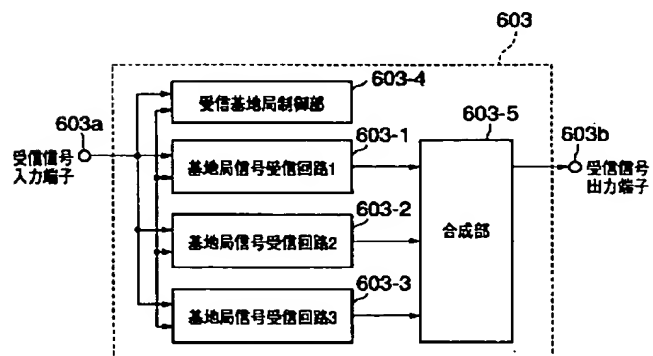 603
603-4
受信基地局制御部
603a
受信信号
入力端子
603-1
基地局信号受信回路1
603-2
基地局信号受信回路2
603-3
基地局信号受信回路3
603-5
合成部
603b
受信信号
出力端子